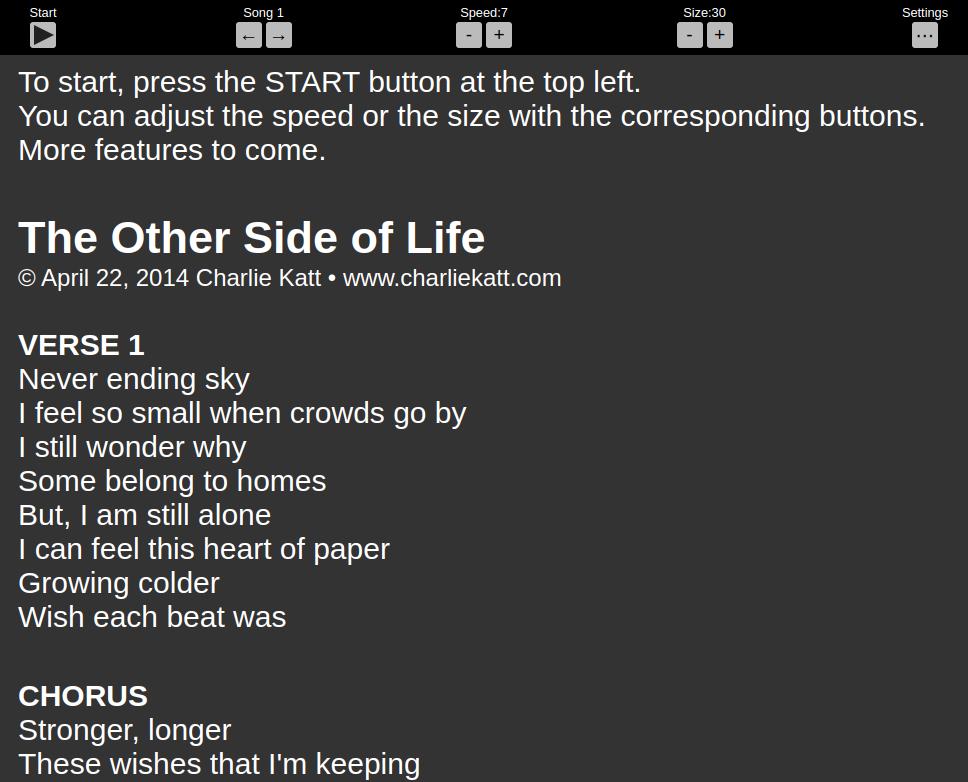 Start Song 1 Speed:7 Size:30 Settings
← → - + - + ...
To start, press the START button at the top left.
You can adjust the speed or the size with the corresponding buttons.
More features to come.
The Other Side of Life
© April 22, 2014 Charlie Katt • www.charliekatt.com
VERSE 1
Never ending sky
I feel so small when crowds go by
I still wonder why
Some belong to homes
But, I am still alone
I can feel this heart of paper
Growing colder
Wish each beat was
CHORUS
Stronger, longer
These wishes that I'm keeping